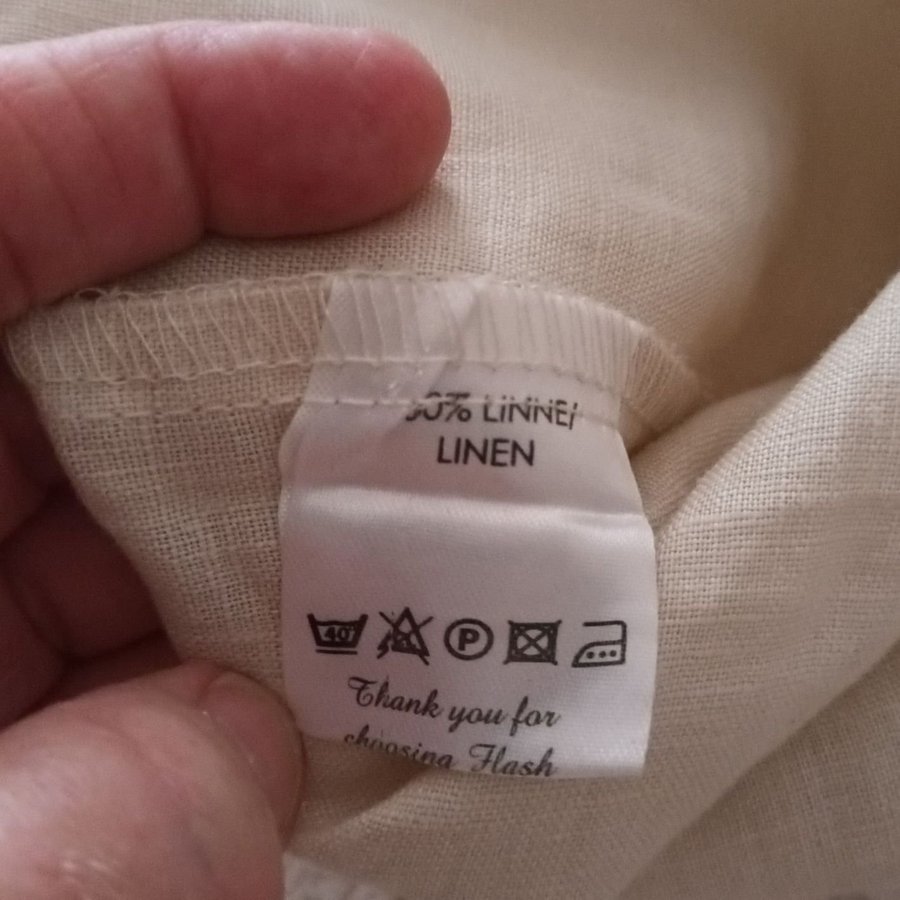 LINNE/
LINEN
40°
P
Thank you for
choosing Flash